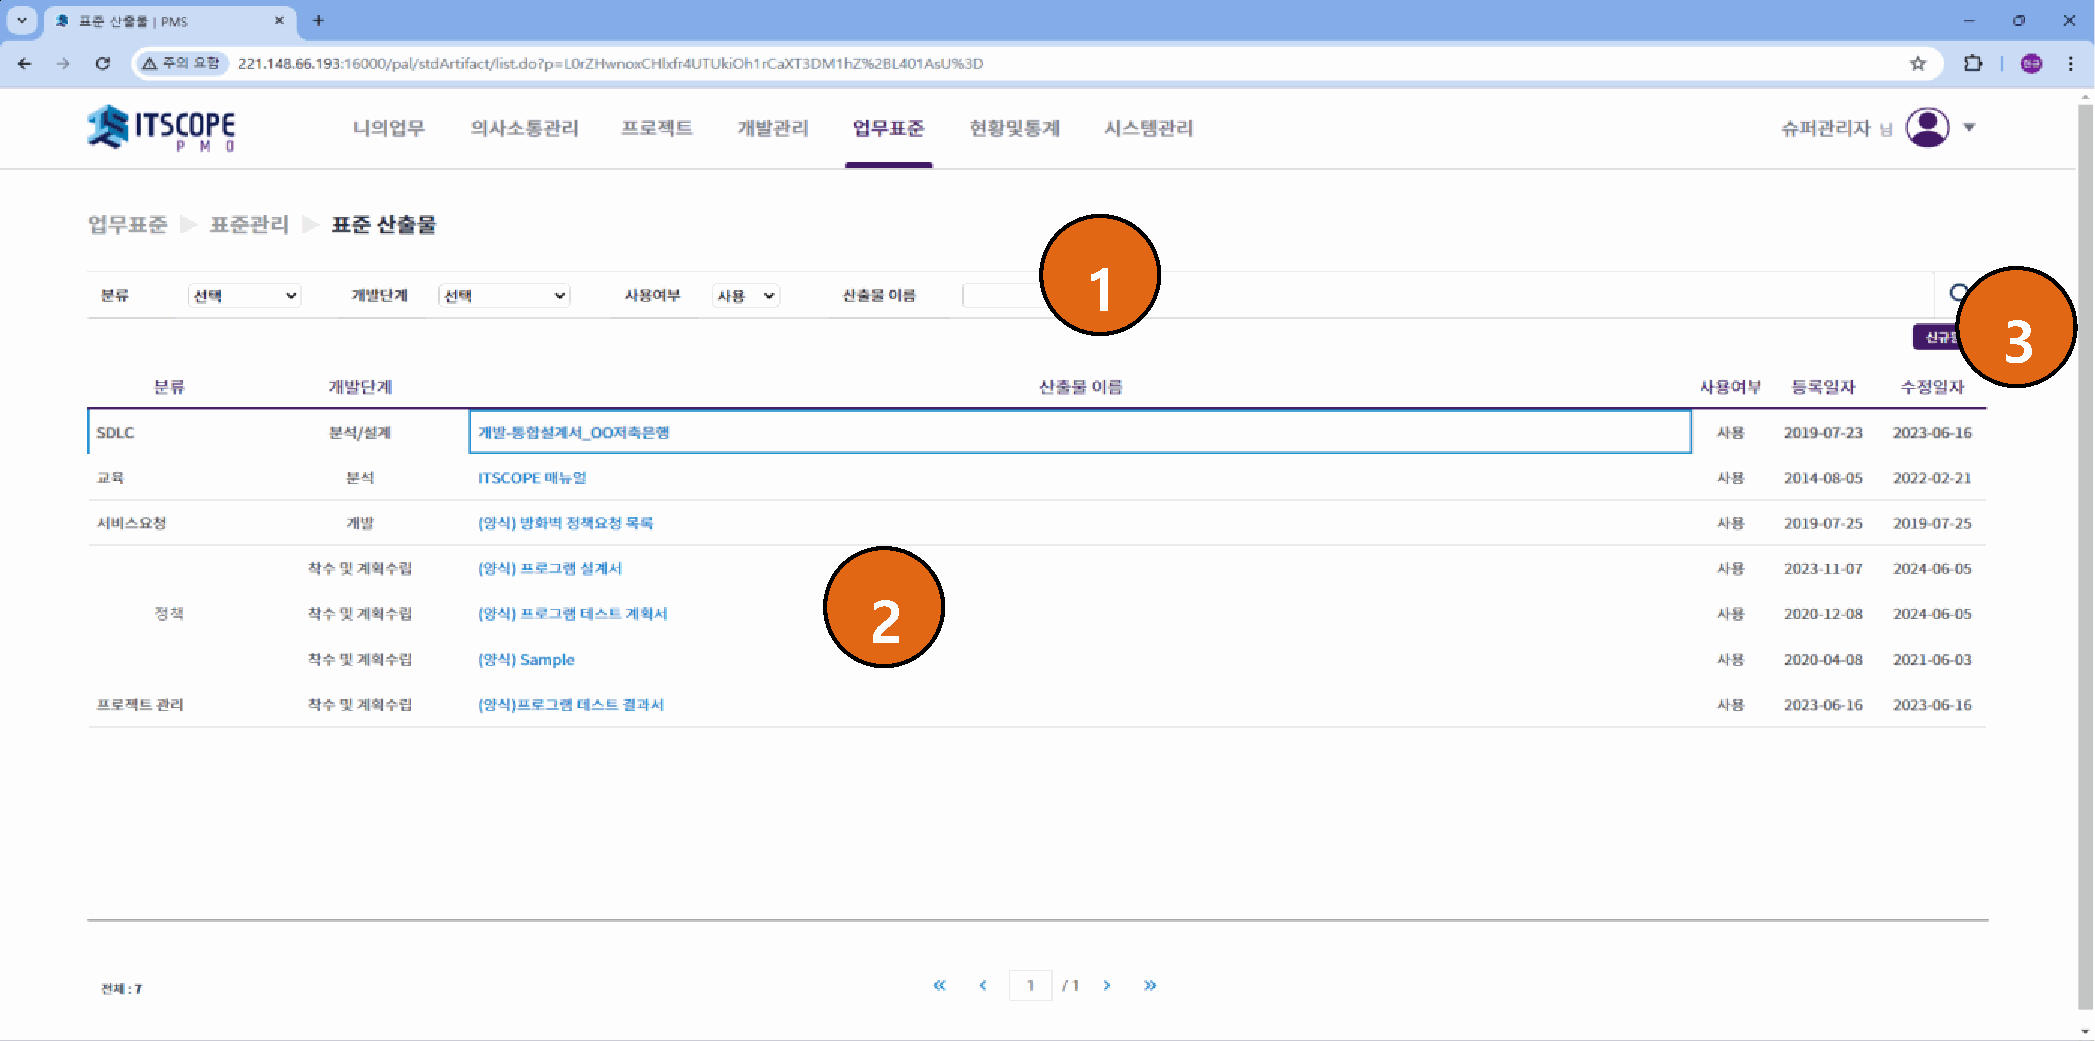 표준 산출물 | PMS
주의 요함 221.148.66.193:16000/pal/stdArtifact/list.do?p=L0rZHwnoxCHlxfr4UTUkiOh1rCaXT3DM1hZ%2BL401AsU%3D
ITSCOPE
PMO
나의업무 의사소통관리 프로젝트 개발관리 업무표준 현황및통계 시스템관리 슈퍼관리자 님
업무표준 표준관리 표준 산출물
분류 선택 개발단계 선택 사용여부 사용 산출물 이름
1
3
신규
분류 개발단계 산출물 이름 사용여부 등록일자 수정일자
SDLC 분석/설계 개발-통합설계서_OO저축은행 사용 2019-07-23 2023-06-16
교육 분석 ITSCOPE 매뉴얼 사용 2014-08-05 2022-02-21
서비스요청 개발 (양식) 방화벽 정책요청 목록 사용 2019-07-25 2019-07-25
착수 및 계획수립 (양식) 프로그램 설계서 사용 2023-11-07 2024-06-05
정책 착수 및 계획수립 (양식) 프로그램 테스트 계획서 사용 2020-12-08 2024-06-05
2
착수 및 계획수립 (양식) Sample 사용 2020-04-08 2021-06-03
프로젝트 관리 착수 및 계획수립 (양식)프로그램 테스트 결과서 사용 2023-06-16 2023-06-16
전체 : 7
« ‹ 1 / 1 › »